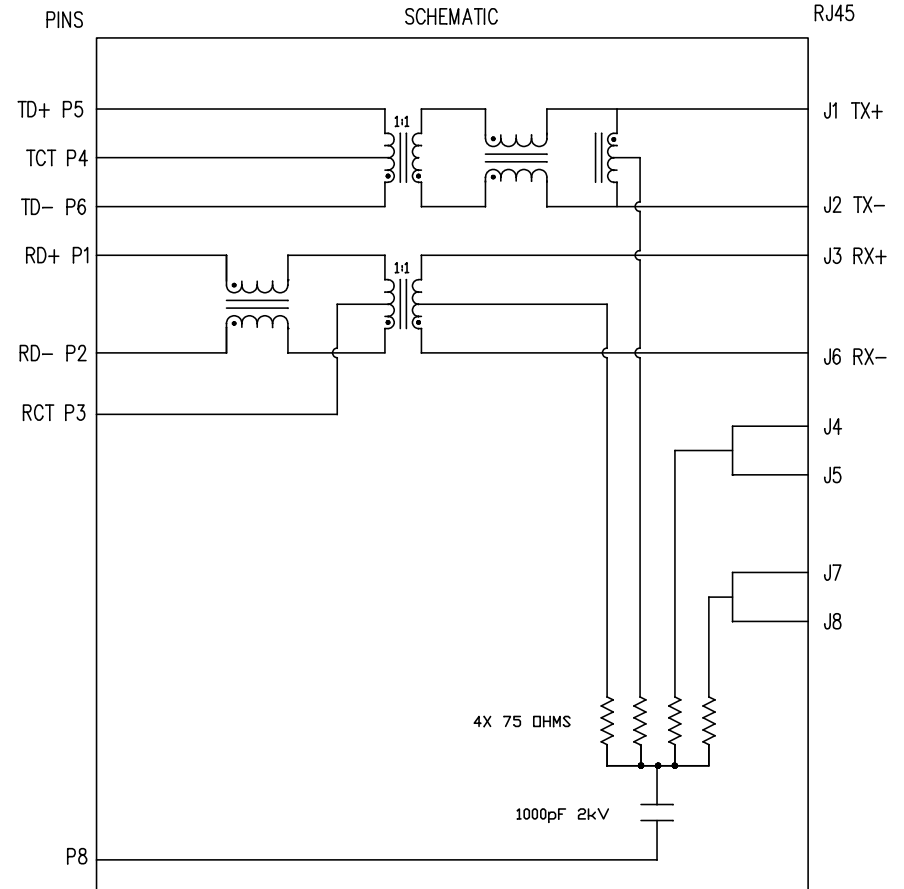 PINS
SCHEMATIC
RJ45
TD+ P5
1:1
J1 TX+
TCT P4
TD- P6
J2 TX-
RD+ P1
1:1
J3 RX+
RD- P2
J6 RX-
RCT P3
J4
J5
J7
J8
4X 75 OHMS
1000pF 2kV
P8